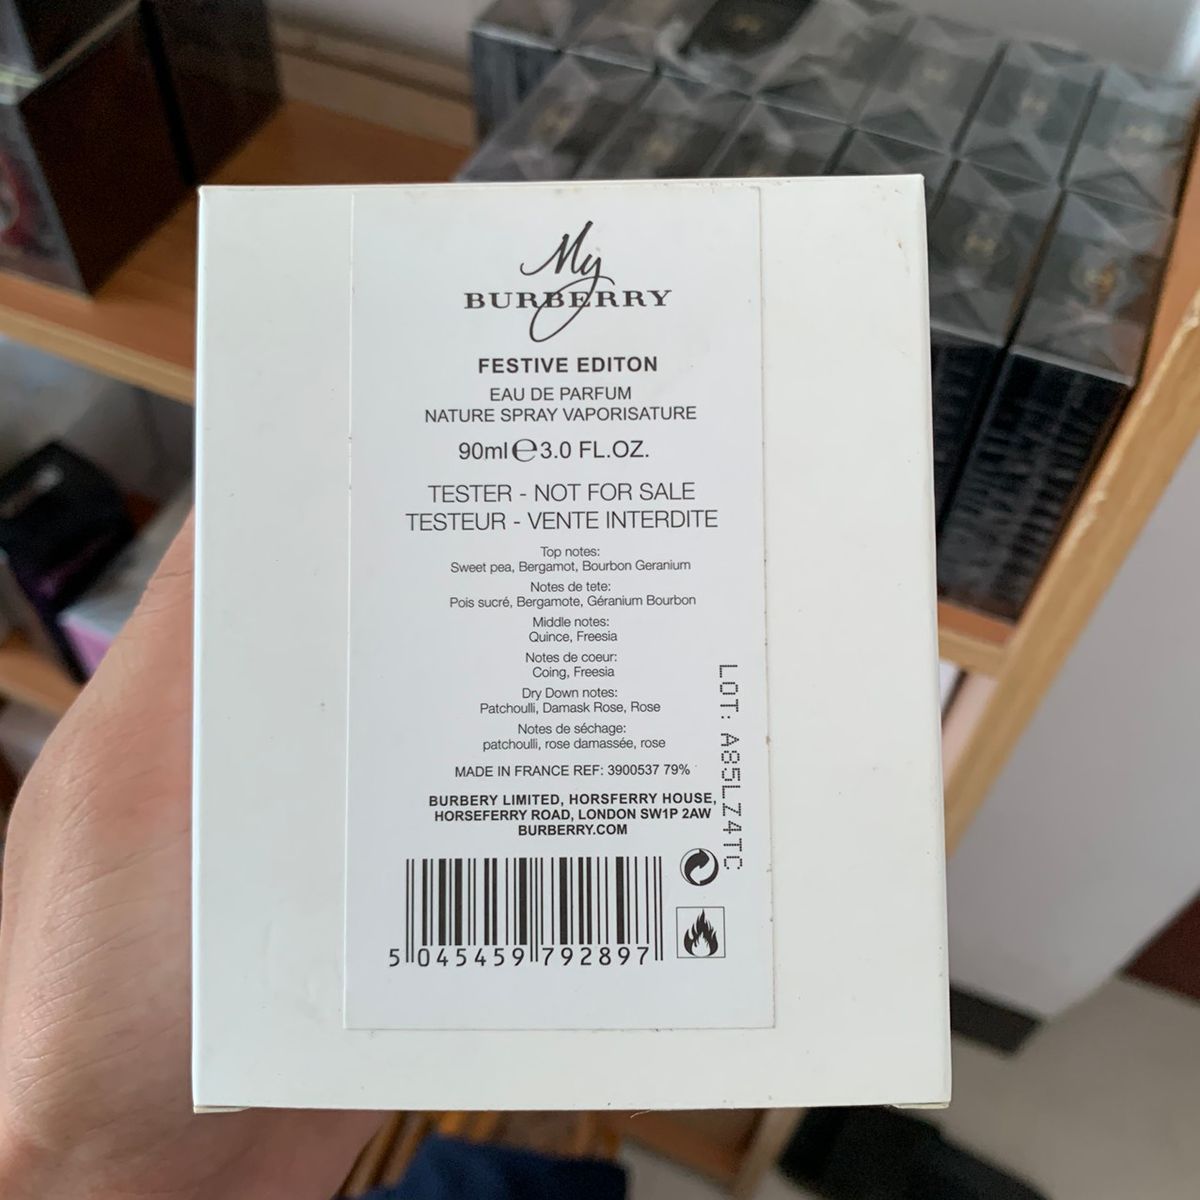 My
BURBERRY
FESTIVE EDITON
EAU DE PARFUM
NATURE SPRAY VAPORISATURE
90ml℮3.0 FL.OZ.
TESTER - NOT FOR SALE
TESTEUR - VENTE INTERDITE
Top notes:
Sweet pea, Bergamot, Bourbon Geranium
Notes de tete:
Pois sucré, Bergamote, Géranium Bourbon
Middle notes:
Quince, Freesia
Notes de coeur:
Coing, Freesia
Dry Down notes:
Patchoulli, Damask Rose, Rose
Notes de séchage:
patchoulli, rose damassée, rose
MADE IN FRANCE REF: 3900537 79%
BURBERY LIMITED, HORSFERRY HOUSE,
HORSEFERRY ROAD, LONDON SW1P 2AW
BURBERRY.COM
5 045459 792897
LOT: A85LZ4TC